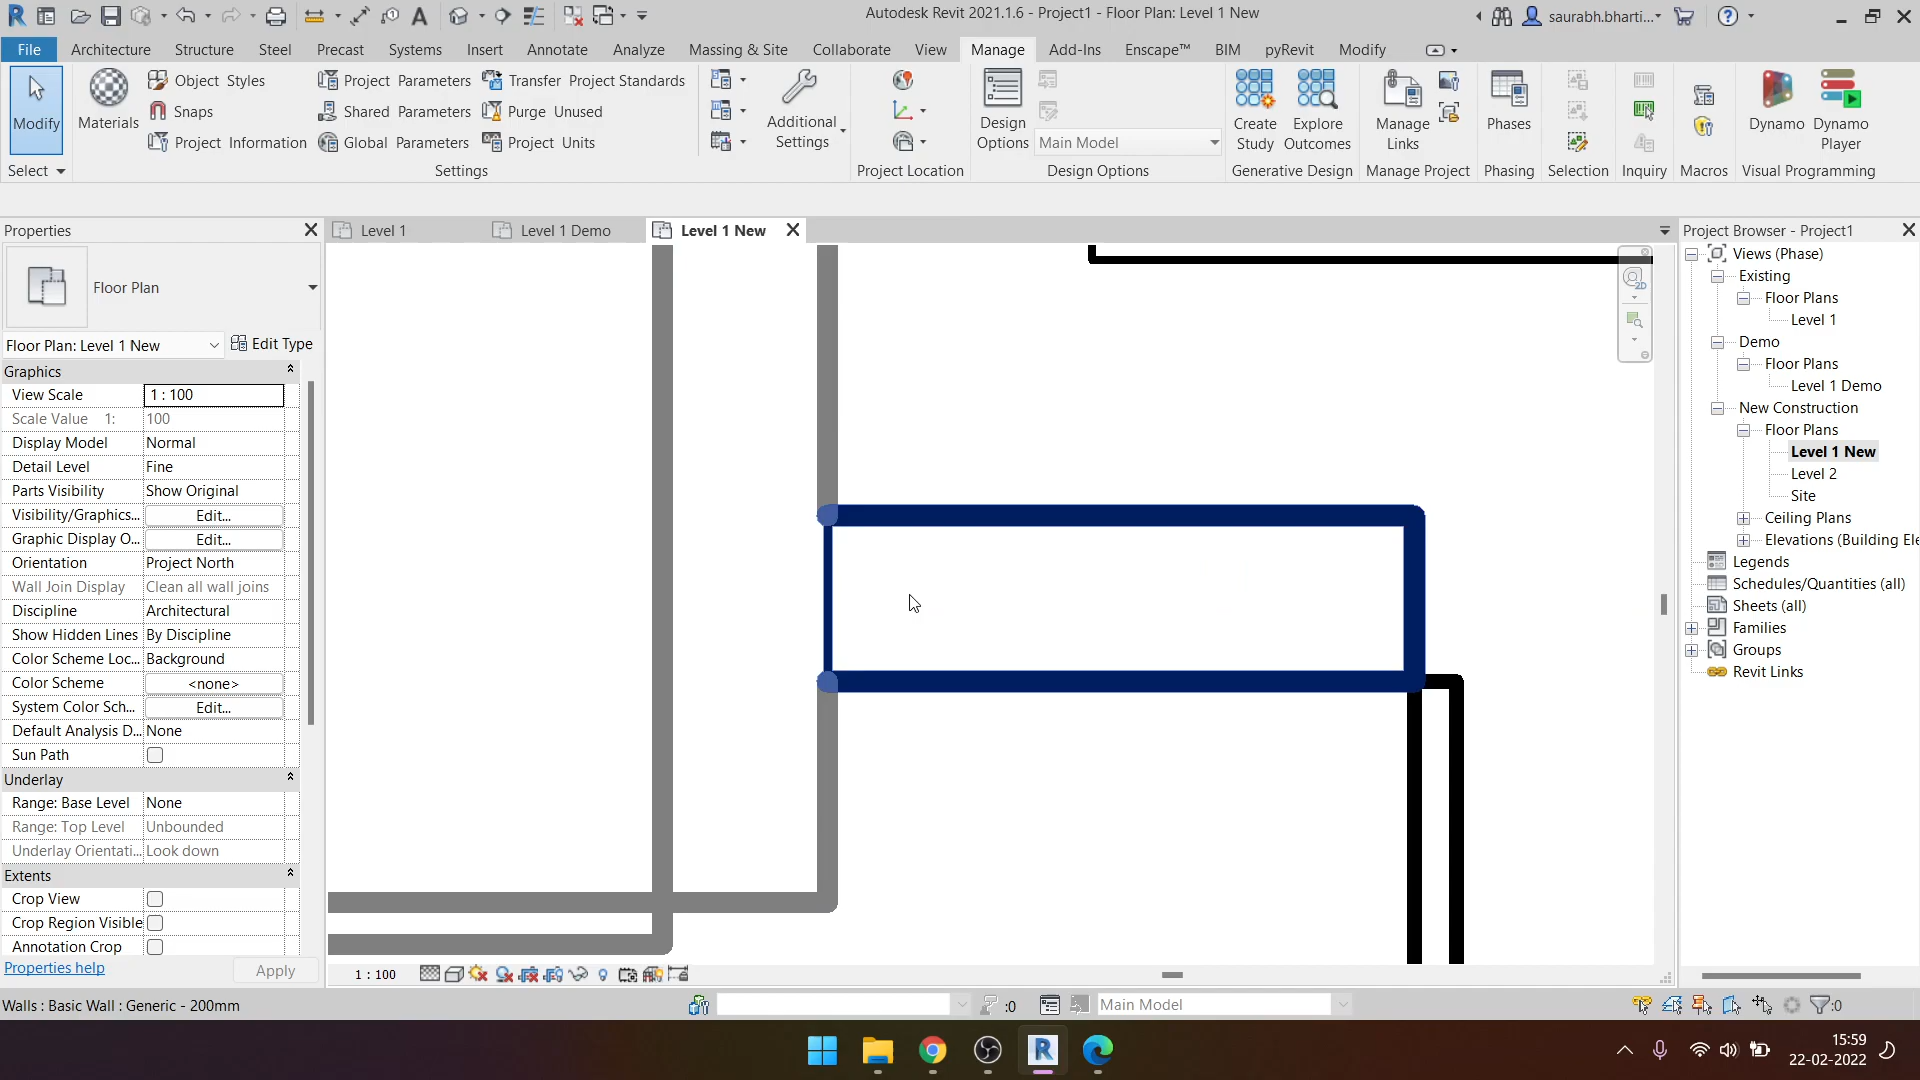 Autodesk Revit 2021.1.6 - Project1 - Floor Plan: Level 1 New
saurabh.bharti...
File Architecture Structure Steel Precast Systems Insert Annotate Analyze Massing & Site Collaborate View Manage Add-Ins Enscape™ BIM pyRevit Modify
Modify
Materials
Object Styles
Snaps
Project Information
Project Parameters
Shared Parameters
Global Parameters
Transfer Project Standards
Purge Unused
Project Units
Additional
Settings
Design
Options
Main Model
Create
Study
Explore
Outcomes
Manage
Links
Phases
Dynamo
Dynamo
Player
Select Settings Project Location Design Options Generative Design Manage Project Phasing Selection Inquiry Macros Visual Programming
Properties
Floor Plan
Floor Plan: Level 1 New
Edit Type
Graphics
View Scale 1 : 100
Scale Value 1: 100
Display Model Normal
Detail Level Fine
Parts Visibility Show Original
Visibility/Graphics... Edit...
Graphic Display O... Edit...
Orientation Project North
Wall Join Display Clean all wall joins
Discipline Architectural
Show Hidden Lines By Discipline
Color Scheme Loc... Background
Color Scheme <none>
System Color Sch... Edit...
Default Analysis D... None
Sun Path
Underlay
Range: Base Level None
Range: Top Level Unbounded
Underlay Orientati... Look down
Extents
Crop View
Crop Region Visible
Annotation Crop
Properties help
Apply
Level 1
Level 1 Demo
Level 1 New
2D
1 : 100
Project Browser - Project1
Views (Phase)
Existing
Floor Plans
Level 1
Demo
Floor Plans
Level 1 Demo
New Construction
Floor Plans
Level 1 New
Level 2
Site
Ceiling Plans
Elevations (Building Ele
Legends
Schedules/Quantities (all)
Sheets (all)
Families
Groups
Revit Links
Walls : Basic Wall : Generic - 200mm
:0
Main Model
:0
15:59
22-02-2022